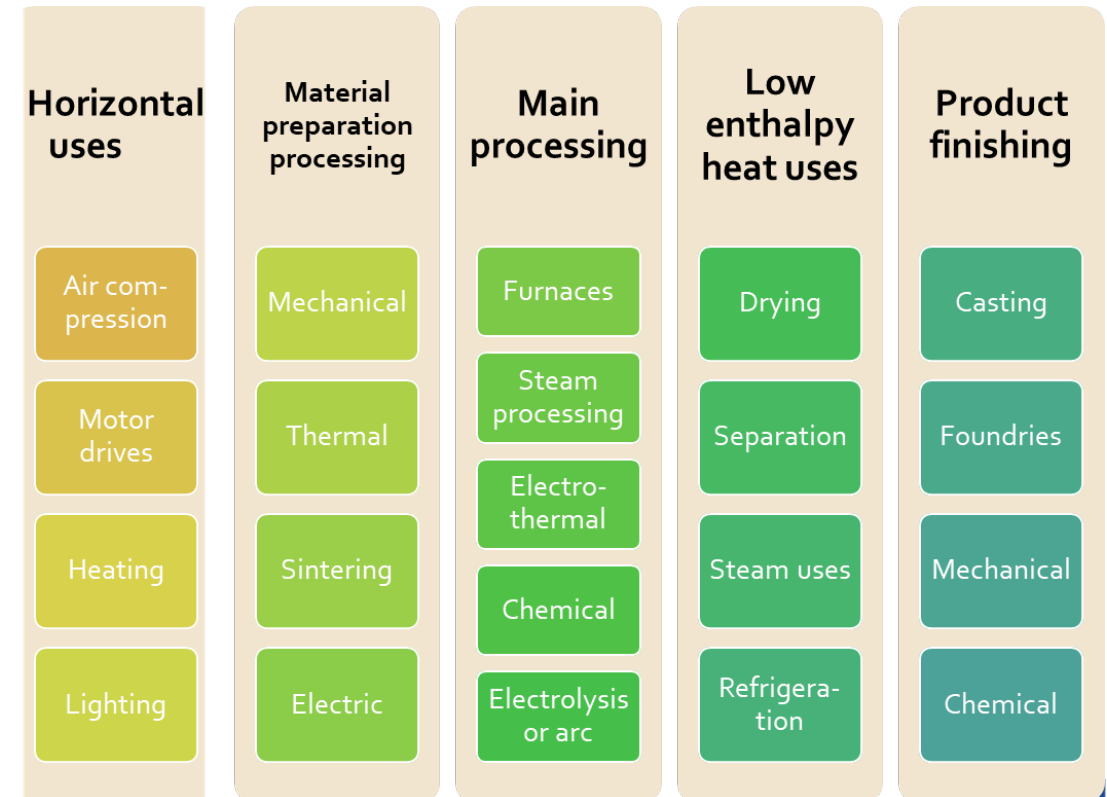 Horizontal
uses
Air com-
pression
Motor
drives
Heating
Lighting
Material
preparation
processing
Mechanical
Thermal
Sintering
Electric
Main
processing
Furnaces
Steam
processing
Electro-
thermal
Chemical
Electrolysis
or arc
Low
enthalpy
heat uses
Drying
Separation
Steam uses
Refrigera-
tion
Product
finishing
Casting
Foundries
Mechanical
Chemical